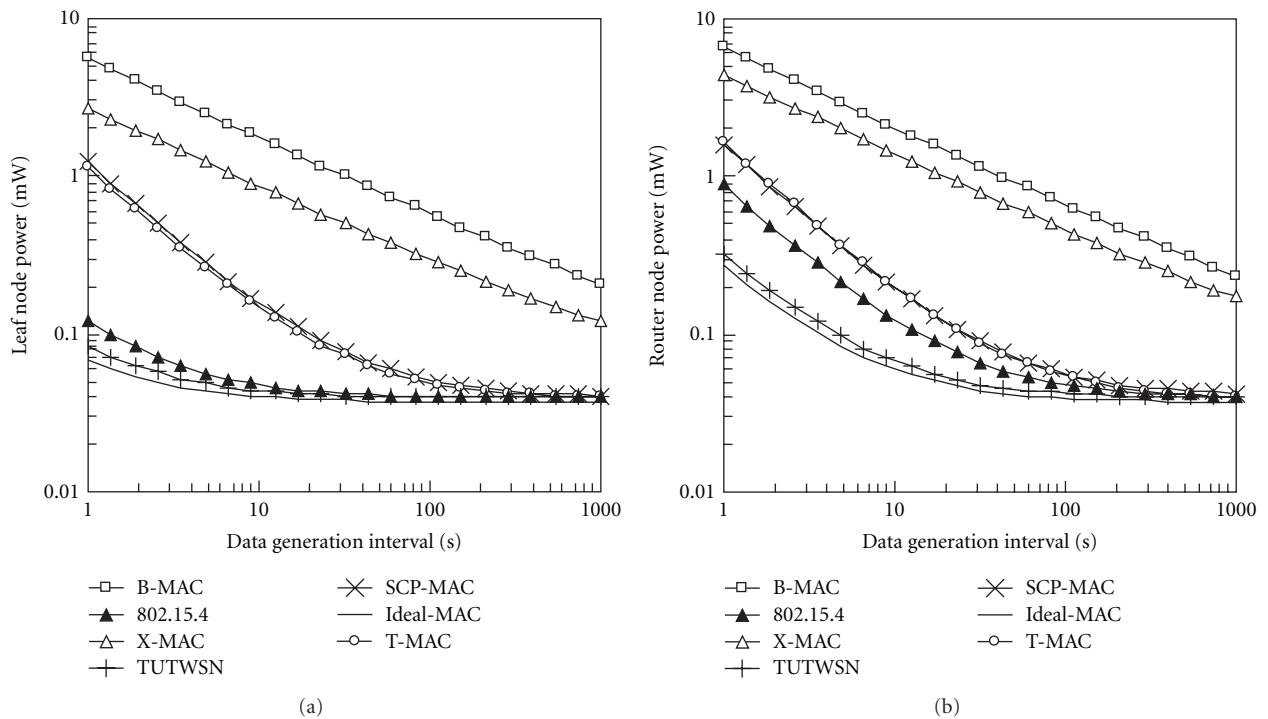 10
1
0.1
0.01
Leaf node power (mW)
1
10
100
1000
Data generation interval (s)
B-MAC
802.15.4
X-MAC
TUTWSN
SCP-MAC
Ideal-MAC
T-MAC
(a)
10
1
0.1
0.01
Router node power (mW)
1
10
100
1000
Data generation interval (s)
B-MAC
802.15.4
X-MAC
TUTWSN
SCP-MAC
Ideal-MAC
T-MAC
(b)